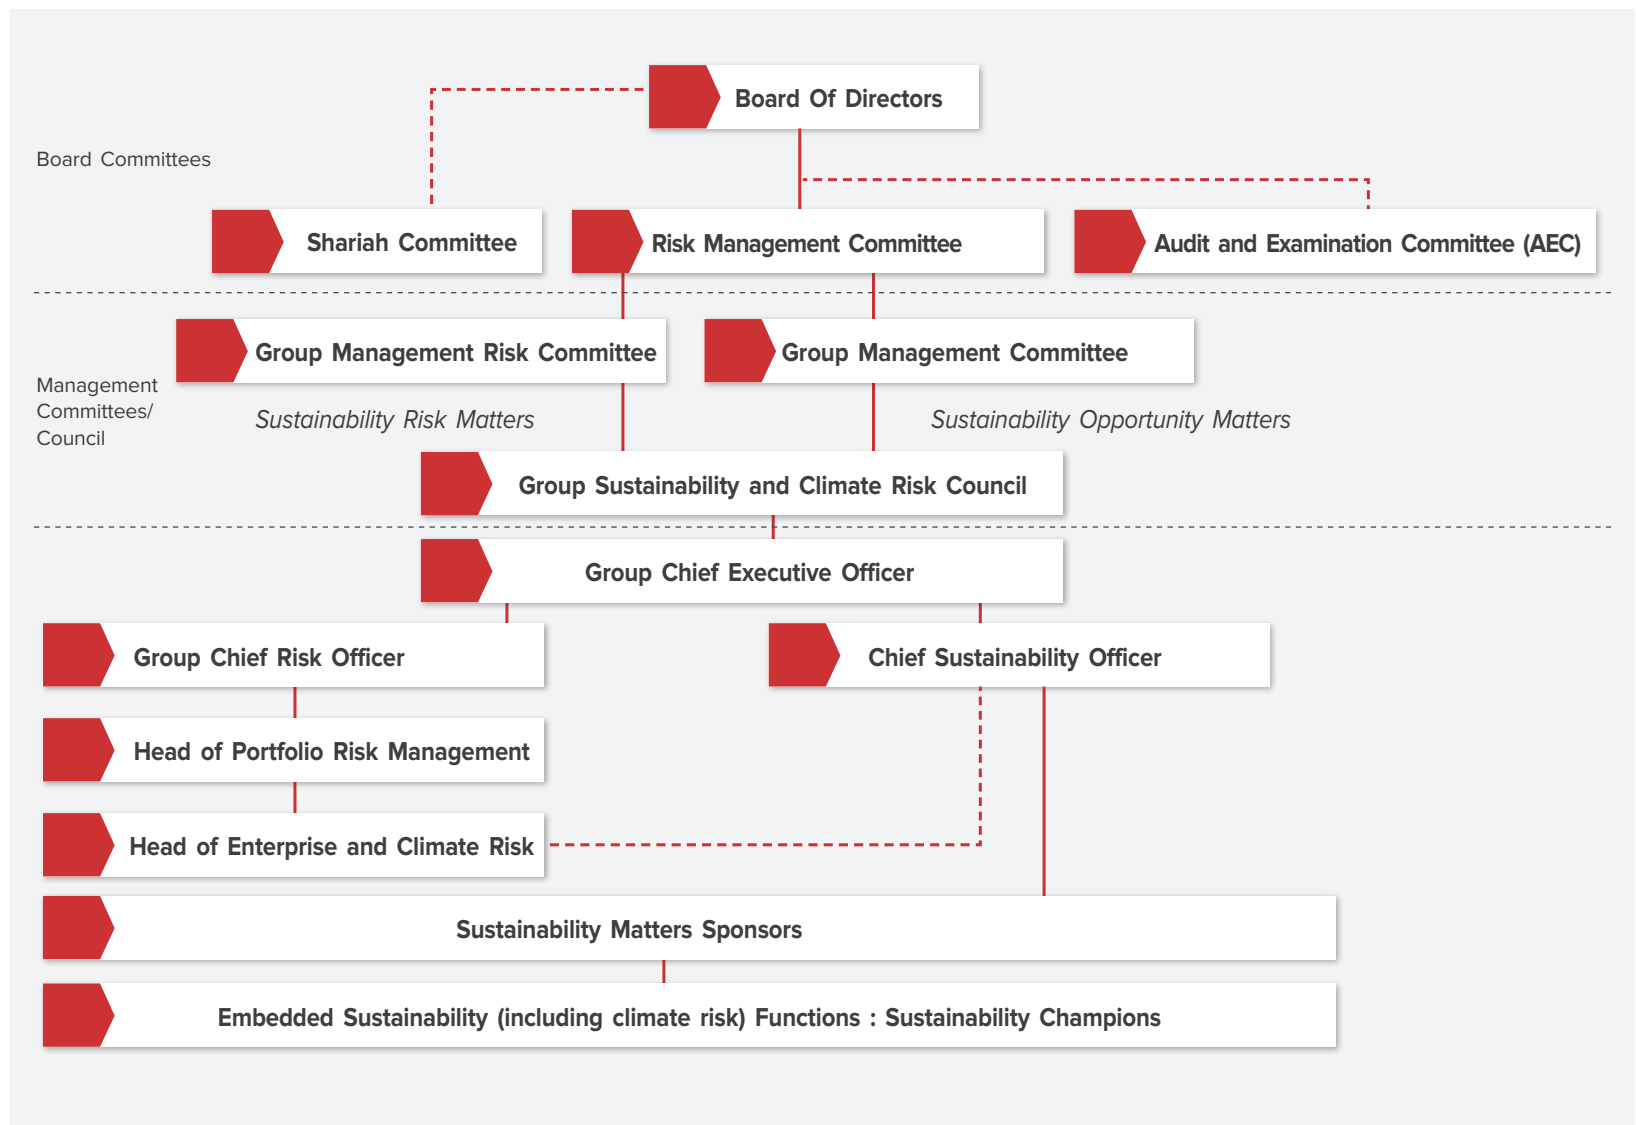 Board Of Directors
Board Committees
Shariah Committee
Risk Management Committee
Audit and Examination Committee (AEC)
Group Management Risk Committee
Group Management Committee
Management
Committees/
Council
Sustainability Risk Matters
Sustainability Opportunity Matters
Group Sustainability and Climate Risk Council
Group Chief Executive Officer
Group Chief Risk Officer
Chief Sustainability Officer
Head of Portfolio Risk Management
Head of Enterprise and Climate Risk
Sustainability Matters Sponsors
Embedded Sustainability (including climate risk) Functions : Sustainability Champions